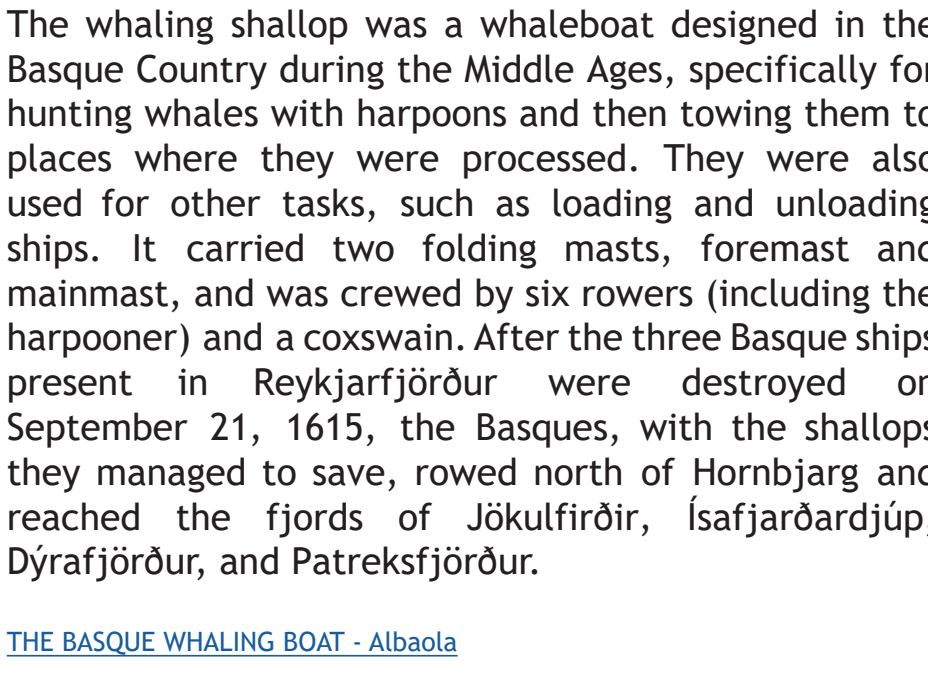 The whaling shallop was a whaleboat designed in the
Basque Country during the Middle Ages, specifically for
hunting whales with harpoons and then towing them to
places where they were processed. They were also
used for other tasks, such as loading and unloading
ships. It carried two folding masts, foremast and
mainmast, and was crewed by six rowers (including the
harpooner) and a coxswain. After the three Basque ships
present in Reykjarfjörður were destroyed on
September 21, 1615, the Basques, with the shallops
they managed to save, rowed north of Hornbjarg and
reached the fjords of Jökulfirðir, Ísafjarðardjúp,
Dýrafjörður, and Patreksfjörður.
THE BASQUE WHALING BOAT - Albaola